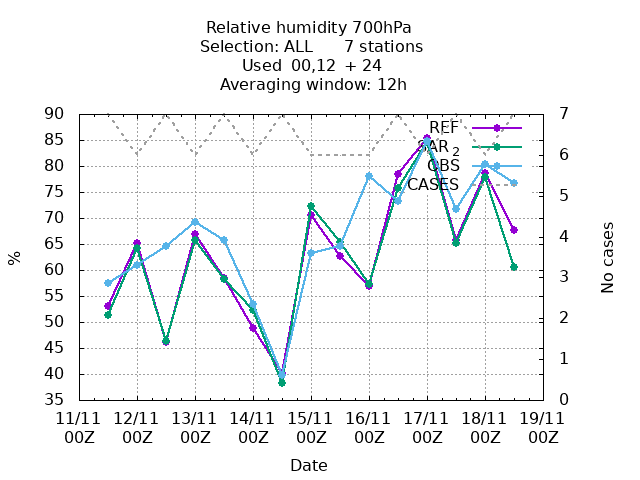 Relative humidity 700hPa
Selection: ALL      7 stations
Used  00,12  + 24
Averaging window: 12h
90
85
80
75
70
65
60
55
50
45
40
35
7
6
5
4
3
2
1
0
REF
SAR 2
OBS
CASES
%
No cases
11/11 12/11 13/11 14/11 15/11 16/11 17/11 18/11 19/11
00Z 00Z 00Z 00Z 00Z 00Z 00Z 00Z 00Z
Date